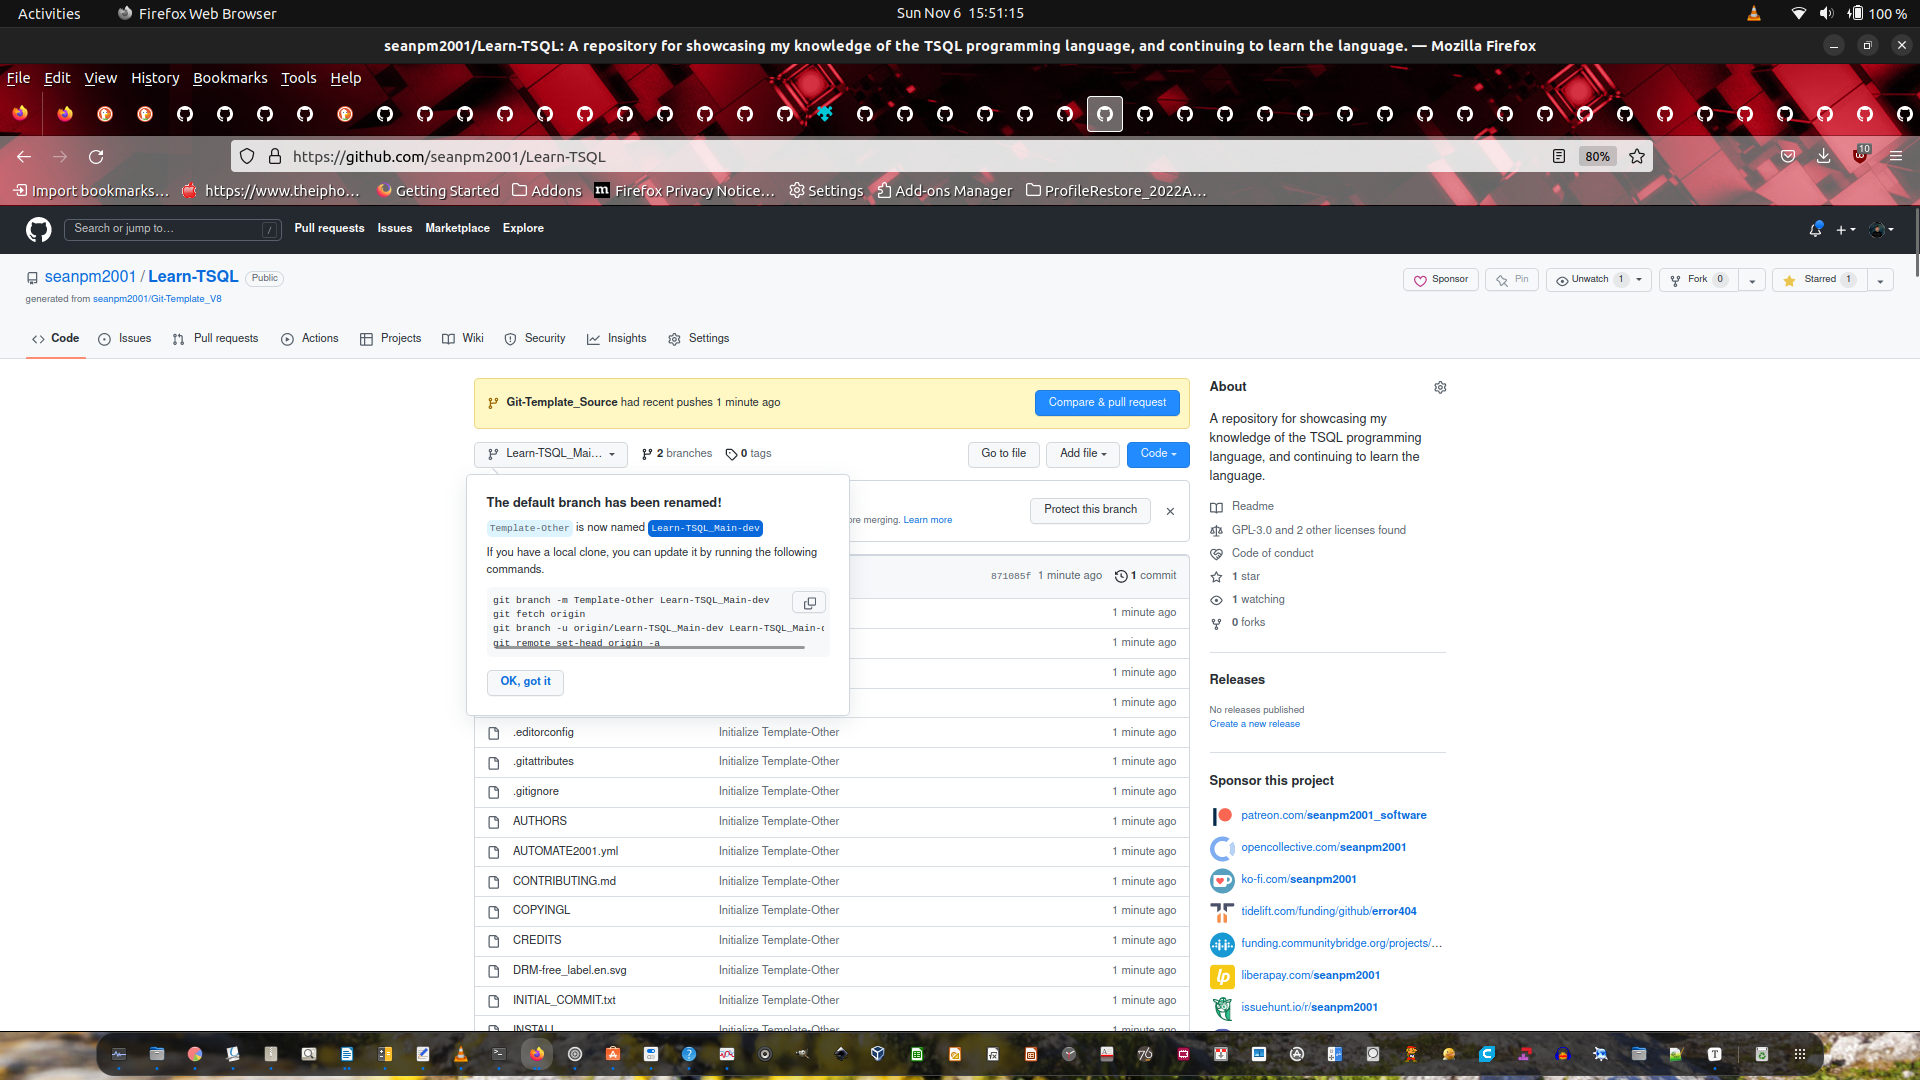 Activities
Firefox Web Browser
Sun Nov 6 15:51:15
100 %
seanpm2001/Learn-TSQL: A repository for showcasing my knowledge of the TSQL programming language, and continuing to learn the language. — Mozilla Firefox
File Edit View History Bookmarks Tools Help
https://github.com/seanpm2001/Learn-TSQL
80%
10
Import bookmarks…
https://www.theipho…
Getting Started
Addons
Firefox Privacy Notice…
Settings
Add-ons Manager
ProfileRestore_2022A…
Search or jump to…
/
Pull requests
Issues
Marketplace
Explore
seanpm2001 / Learn-TSQL
Public
Sponsor
Pin
Unwatch 1
Fork 0
Starred 1
generated from seanpm2001/Git-Template_V8
Code
Issues
Pull requests
Actions
Projects
Wiki
Security
Insights
Settings
Git-Template_Source had recent pushes 1 minute ago
Compare & pull request
Learn-TSQL_Mai…
2 branches
0 tags
Go to file
Add file
Code
The default branch has been renamed!
Template-Other is now named Learn-TSQL_Main-dev
If you have a local clone, you can update it by running the following
commands.
git branch -m Template-Other Learn-TSQL_Main-dev
git fetch origin
git branch -u origin/Learn-TSQL_Main-dev Learn-TSQL_Main-d
git remote set-head origin -a
OK, got it
ore merging. Learn more
Protect this branch
871085f 1 minute ago
1 commit
1 minute ago
1 minute ago
1 minute ago
1 minute ago
.editorconfig Initialize Template-Other 1 minute ago
.gitattributes Initialize Template-Other 1 minute ago
.gitignore Initialize Template-Other 1 minute ago
AUTHORS Initialize Template-Other 1 minute ago
AUTOMATE2001.yml Initialize Template-Other 1 minute ago
CONTRIBUTING.md Initialize Template-Other 1 minute ago
COPYINGL Initialize Template-Other 1 minute ago
CREDITS Initialize Template-Other 1 minute ago
DRM-free_label.en.svg Initialize Template-Other 1 minute ago
INITIAL_COMMIT.txt Initialize Template-Other 1 minute ago
INSTALL Initialize Template-Other 1 minute ago
About
A repository for showcasing my
knowledge of the TSQL programming
language, and continuing to learn the
language.
Readme
GPL-3.0 and 2 other licenses found
Code of conduct
1 star
1 watching
0 forks
Releases
No releases published
Create a new release
Sponsor this project
patreon.com/seanpm2001_software
opencollective.com/seanpm2001
ko-fi.com/seanpm2001
tidelift.com/funding/github/error404
funding.communitybridge.org/projects/…
liberapay.com/seanpm2001
issuehunt.io/r/seanpm2001